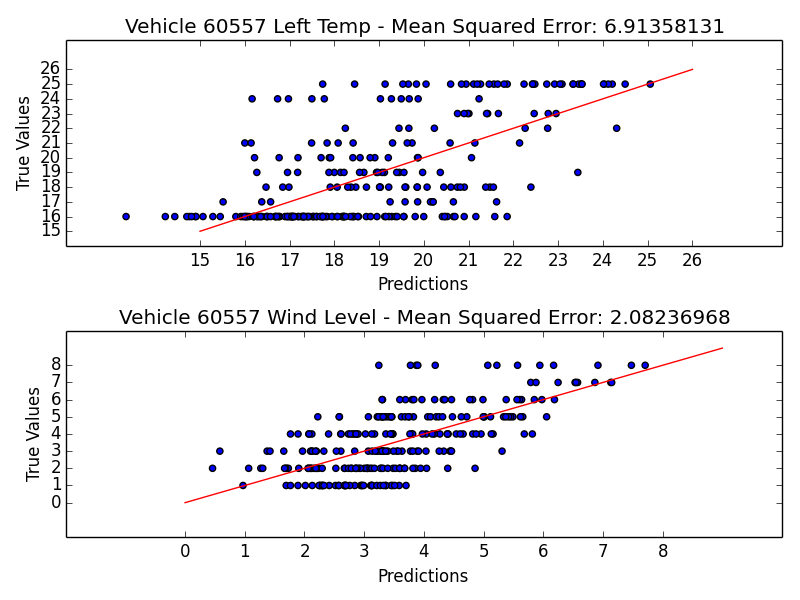 Vehicle 60557 Left Temp - Mean Squared Error: 6.91358131
True Values
26
25
24
23
22
21
20
19
18
17
16
15
15 16 17 18 19 20 21 22 23 24 25 26
Predictions
Vehicle 60557 Wind Level - Mean Squared Error: 2.08236968
True Values
8
7
6
5
4
3
2
1
0
0 1 2 3 4 5 6 7 8
Predictions